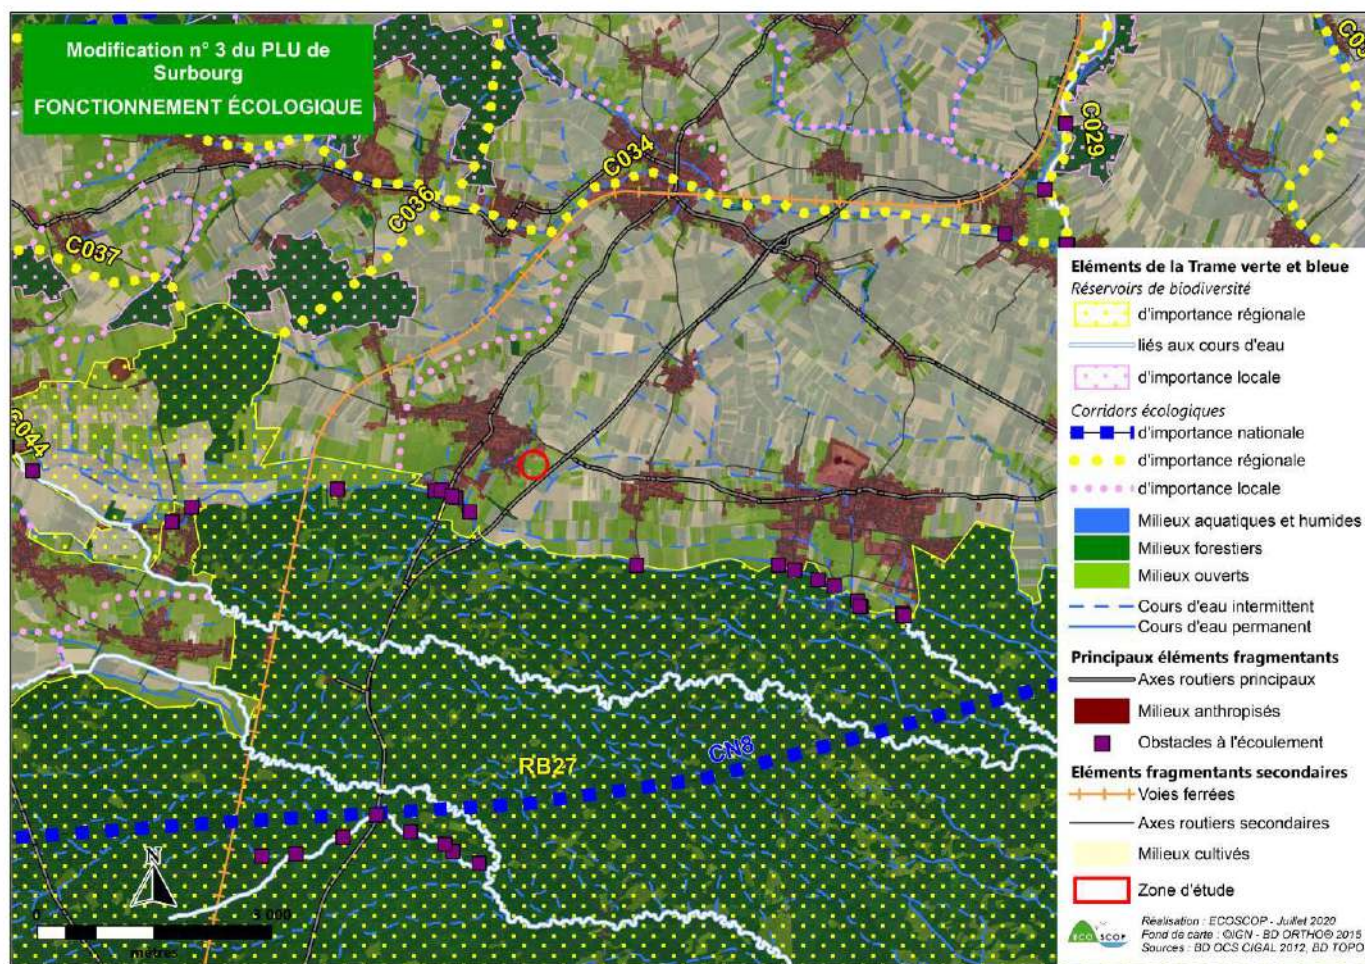 Modification n° 3 du PLU de
Surbourg
FONCTIONNEMENT ÉCOLOGIQUE
C034
C029
C036
C037
C044
CN8
RB27
N
0
3 000
mètres
Eléments de la Trame verte et bleue
Réservoirs de biodiversité
d'importance régionale
liés aux cours d'eau
d'importance locale
Corridors écologiques
d'importance nationale
d'importance régionale
d'importance locale
Milieux aquatiques et humides
Milieux forestiers
Milieux ouverts
Cours d'eau intermittent
Cours d'eau permanent
Principaux éléments fragmentants
Axes routiers principaux
Milieux anthropisés
Obstacles à l'écoulement
Eléments fragmentants secondaires
Voies ferrées
Axes routiers secondaires
Milieux cultivés
Zone d'étude
ECO SCOP
Réalisation : ECOSCOP - Juillet 2020
Fond de carte : ©IGN - BD ORTHO® 2015
Sources : BD OCS CIGAL 2012, BD TOPO